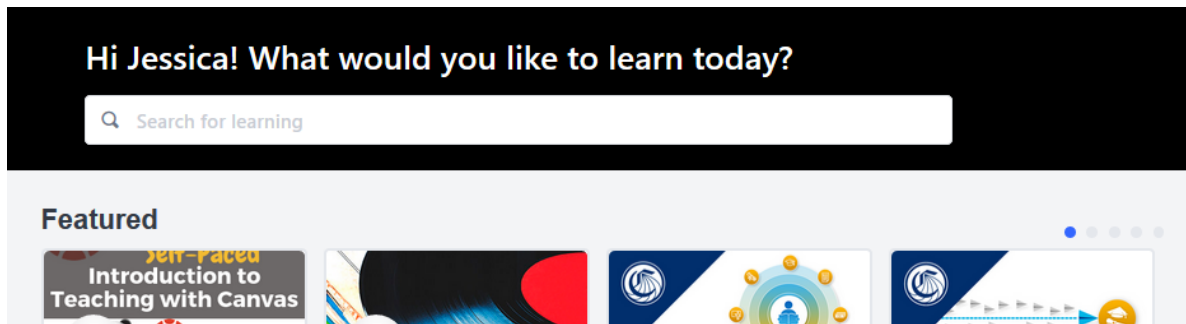 Hi Jessica! What would you like to learn today?
Search for learning
Featured
Self-Paced
Introduction to
Teaching with Canvas